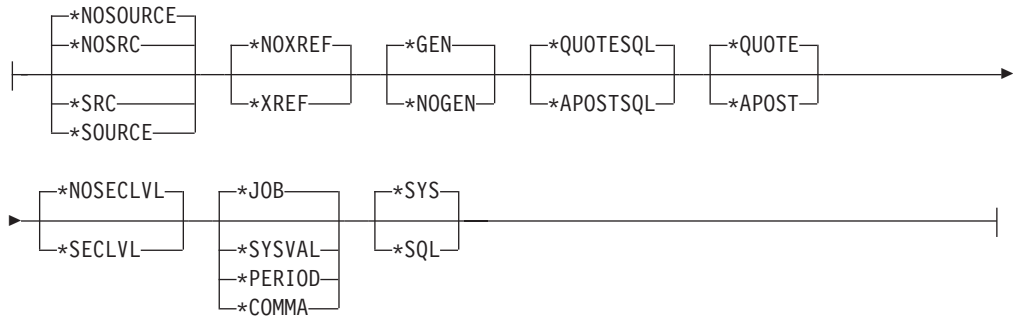 *NOSOURCE
*NOSRC *NOXREF *GEN *QUOTESQL *QUOTE
*SRC *XREF *NOGEN *APOSTSQL *APOST
*SOURCE
*NOSECLVL *JOB *SYS
*SECLVL *SYSVAL *SQL
*PERIOD
*COMMA